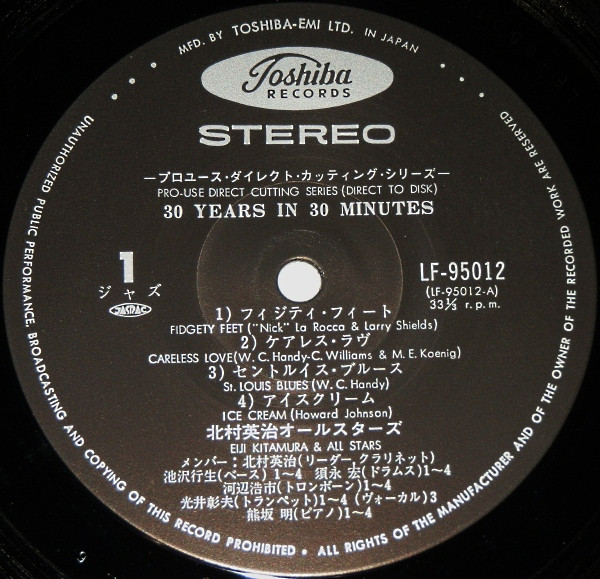 MFD. BY TOSHIBA-EMI LTD. IN JAPAN
Toshiba
RECORDS
STEREO
—プロユース・ダイレクト・カッティング・シリーズ—
PRO-USE DIRECT CUTTING SERIES (DIRECT TO DISK)
30 YEARS IN 30 MINUTES
1
ジャズ
JASRAC
LF-95012
(LF-95012-A)
33⅓ r.p.m.
1) フィジティ・フィート
FIDGETY FEET ("Nick" La Rocca & Larry Shields)
2) ケアレス・ラヴ
CARELESS LOVE (W. C. Handy-C. Williams & M. E. Koenig)
3) セントルイス・ブルース
St. LOUIS BLUES (W. C. Handy)
4) アイスクリーム
ICE CREAM (Howard Johnson)
北村英治オールスターズ
EIJI KITAMURA & ALL STARS
メンバー：北村英治(リーダー クラリネット)
池沢行生(ベース) 1〜4 須永 宏(ドラムス)1〜4
河辺浩市(トロンボーン) 1〜4
光井彰夫(トランペット)1〜4 (ヴォーカル) 3
熊坂 明(ピアノ) 1〜4
UNAUTHORIZED PUBLIC PERFORMANCE, BROADCASTING AND COPYING OF THIS RECORD PROHIBITED • ALL RIGHTS OF THE MANUFACTURER AND OF THE OWNER OF THE RECORDED WORK ARE RESERVED